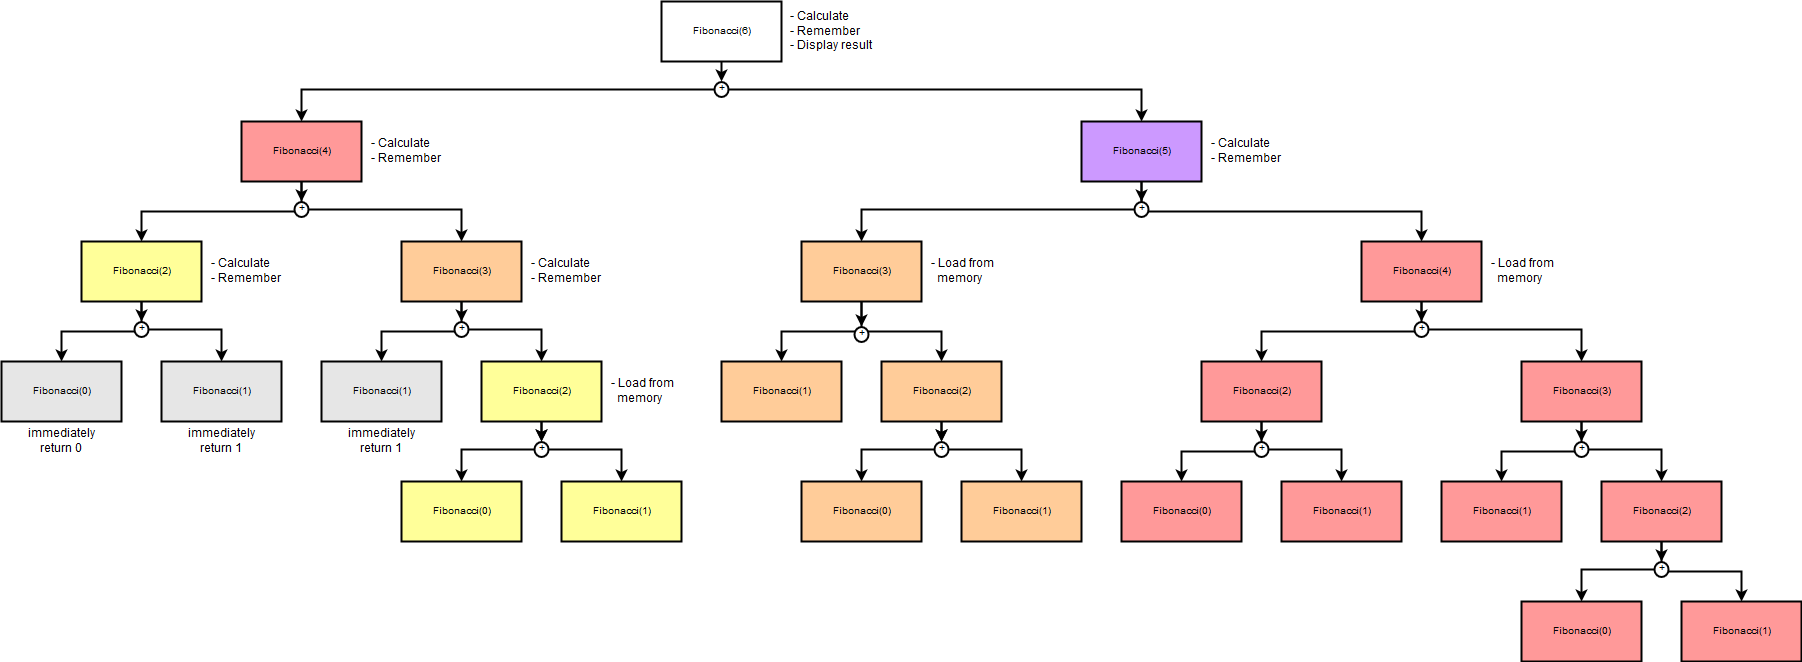 Fibonacci(6)
- Calculate
- Remember
- Display result
+
Fibonacci(4)
- Calculate
- Remember
Fibonacci(5)
- Calculate
- Remember
+
+
Fibonacci(2)
- Calculate
- Remember
Fibonacci(3)
- Calculate
- Remember
Fibonacci(3)
- Load from
memory
Fibonacci(4)
- Load from
memory
+
+
+
+
Fibonacci(0)
immediately
return 0
Fibonacci(1)
immediately
return 1
Fibonacci(1)
immediately
return 1
Fibonacci(2)
- Load from
memory
Fibonacci(1)
Fibonacci(2)
Fibonacci(2)
Fibonacci(3)
+
+
+
+
Fibonacci(0)
Fibonacci(1)
Fibonacci(0)
Fibonacci(1)
Fibonacci(0)
Fibonacci(1)
Fibonacci(1)
Fibonacci(2)
+
Fibonacci(0)
Fibonacci(1)